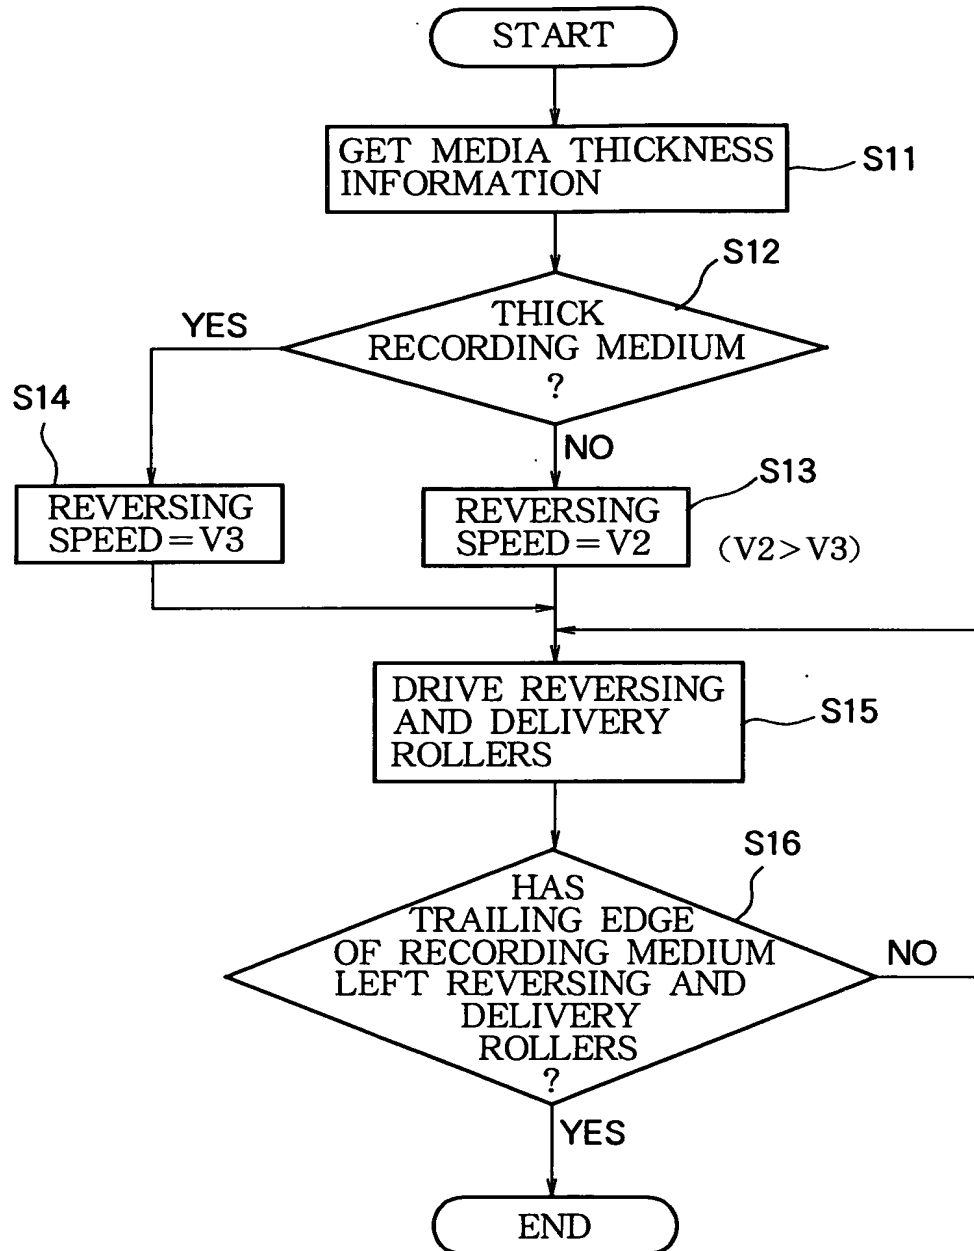 START
GET MEDIA THICKNESS
INFORMATION
S11
S12
THICK
RECORDING MEDIUM
?
YES
NO
S14
REVERSING
SPEED=V3
S13
REVERSING
SPEED=V2
(V2>V3)
DRIVE REVERSING
AND DELIVERY
ROLLERS
S15
S16
HAS
TRAILING EDGE
OF RECORDING MEDIUM
LEFT REVERSING AND
DELIVERY
ROLLERS
?
NO
YES
END